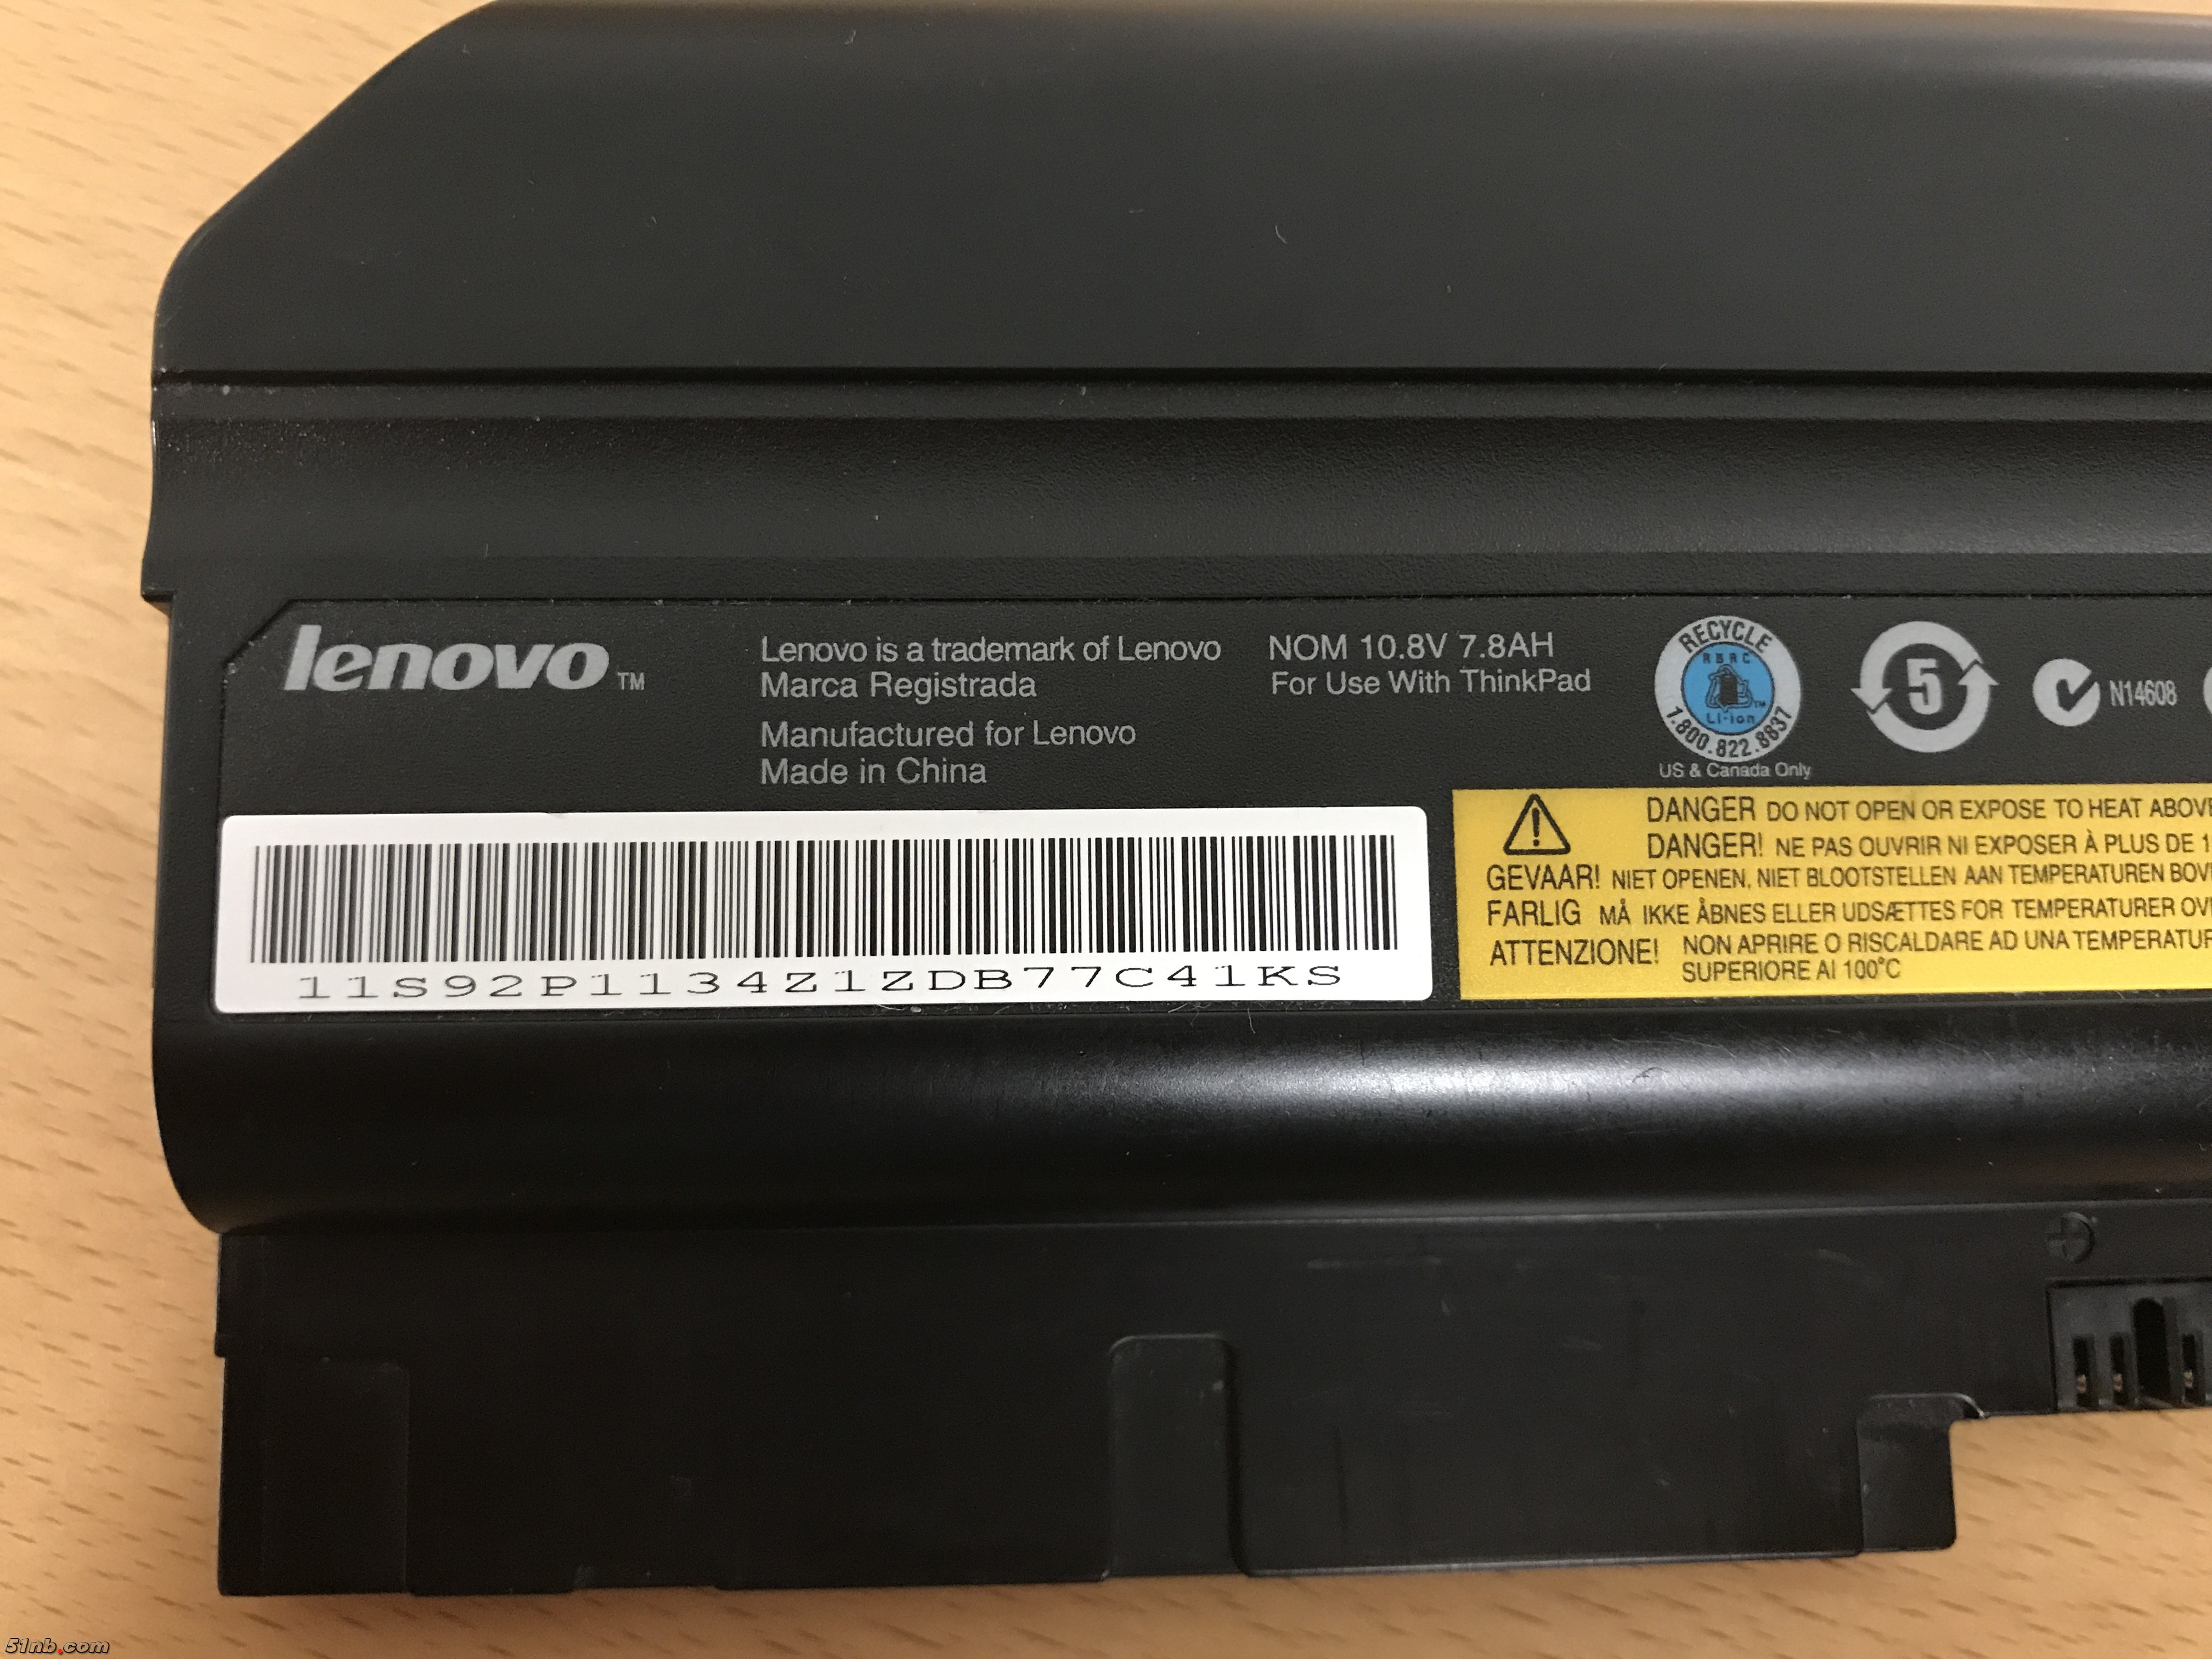 lenovo™
Lenovo is a trademark of Lenovo
Marca Registrada
Manufactured for Lenovo
Made in China
NOM 10.8V 7.8AH
For Use With ThinkPad
RECYCLE
RBRC
Li-ion
1.800.822.8837
US & Canada Only
5
N14608
11S92P1134Z1ZDB77C41KS
DANGER DO NOT OPEN OR EXPOSE TO HEAT ABOVE
DANGER! NE PAS OUVRIR NI EXPOSER À PLUS DE 1
GEVAAR! NIET OPENEN, NIET BLOOTSTELLEN AAN TEMPERATUREN BOV
FARLIG MÅ IKKE ÅBNES ELLER UDSÆTTES FOR TEMPERATURER OV
ATTENZIONE! NON APRIRE O RISCALDARE AD UNA TEMPERATUR
SUPERIORE AI 100°C
51nb.com